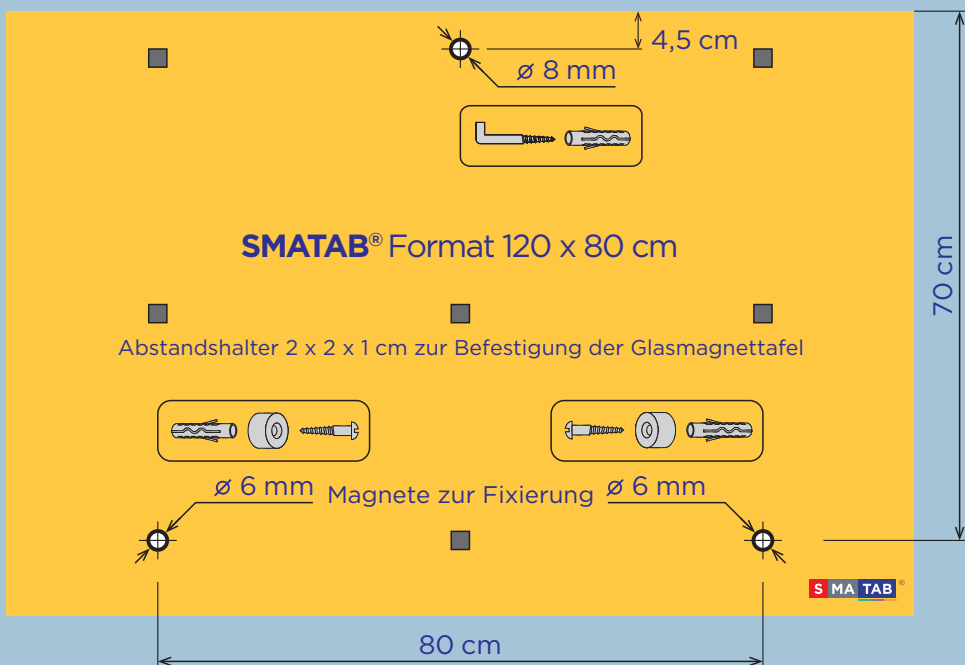 4,5 cm
ø 8 mm
SMATAB® Format 120 x 80 cm
70 cm
Abstandshalter 2 x 2 x 1 cm zur Befestigung der Glasmagnettafel
ø 6 mm Magnete zur Fixierung ø 6 mm
SMATAB®
80 cm